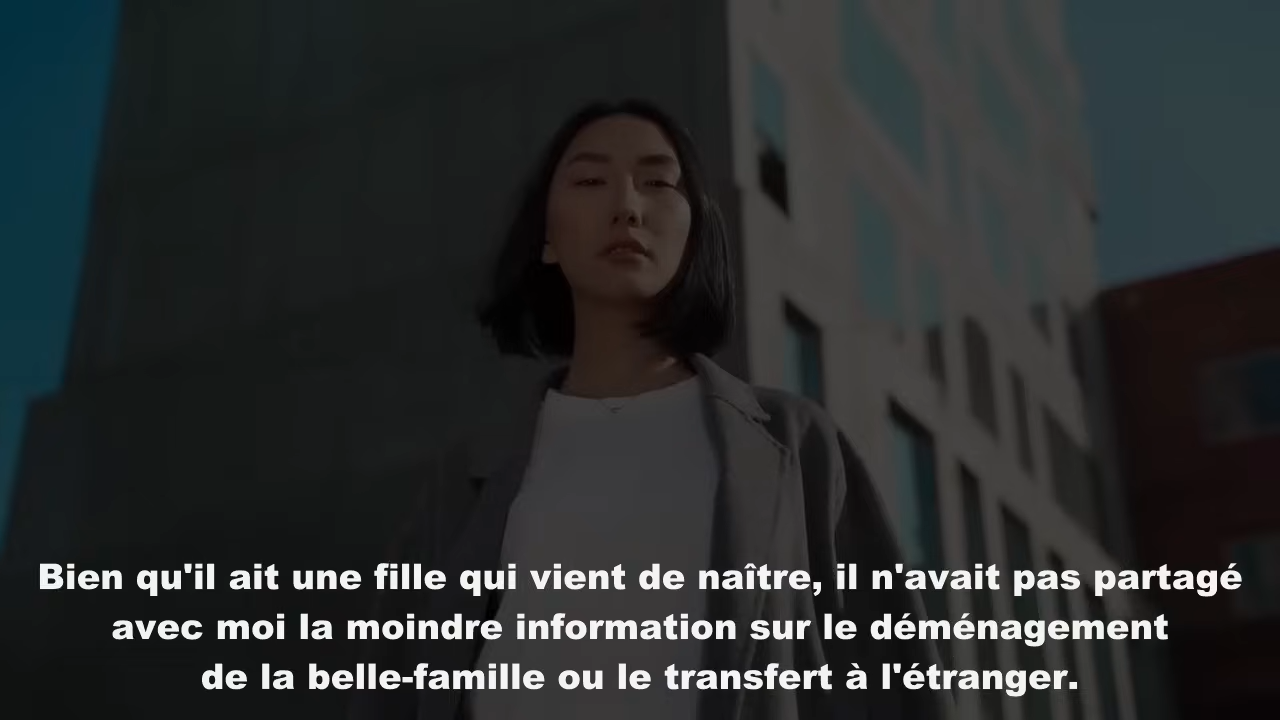 Bien qu'il ait une fille qui vient de naître, il n'avait pas partagé
avec moi la moindre information sur le déménagement
de la belle-famille ou le transfert à l'étranger.